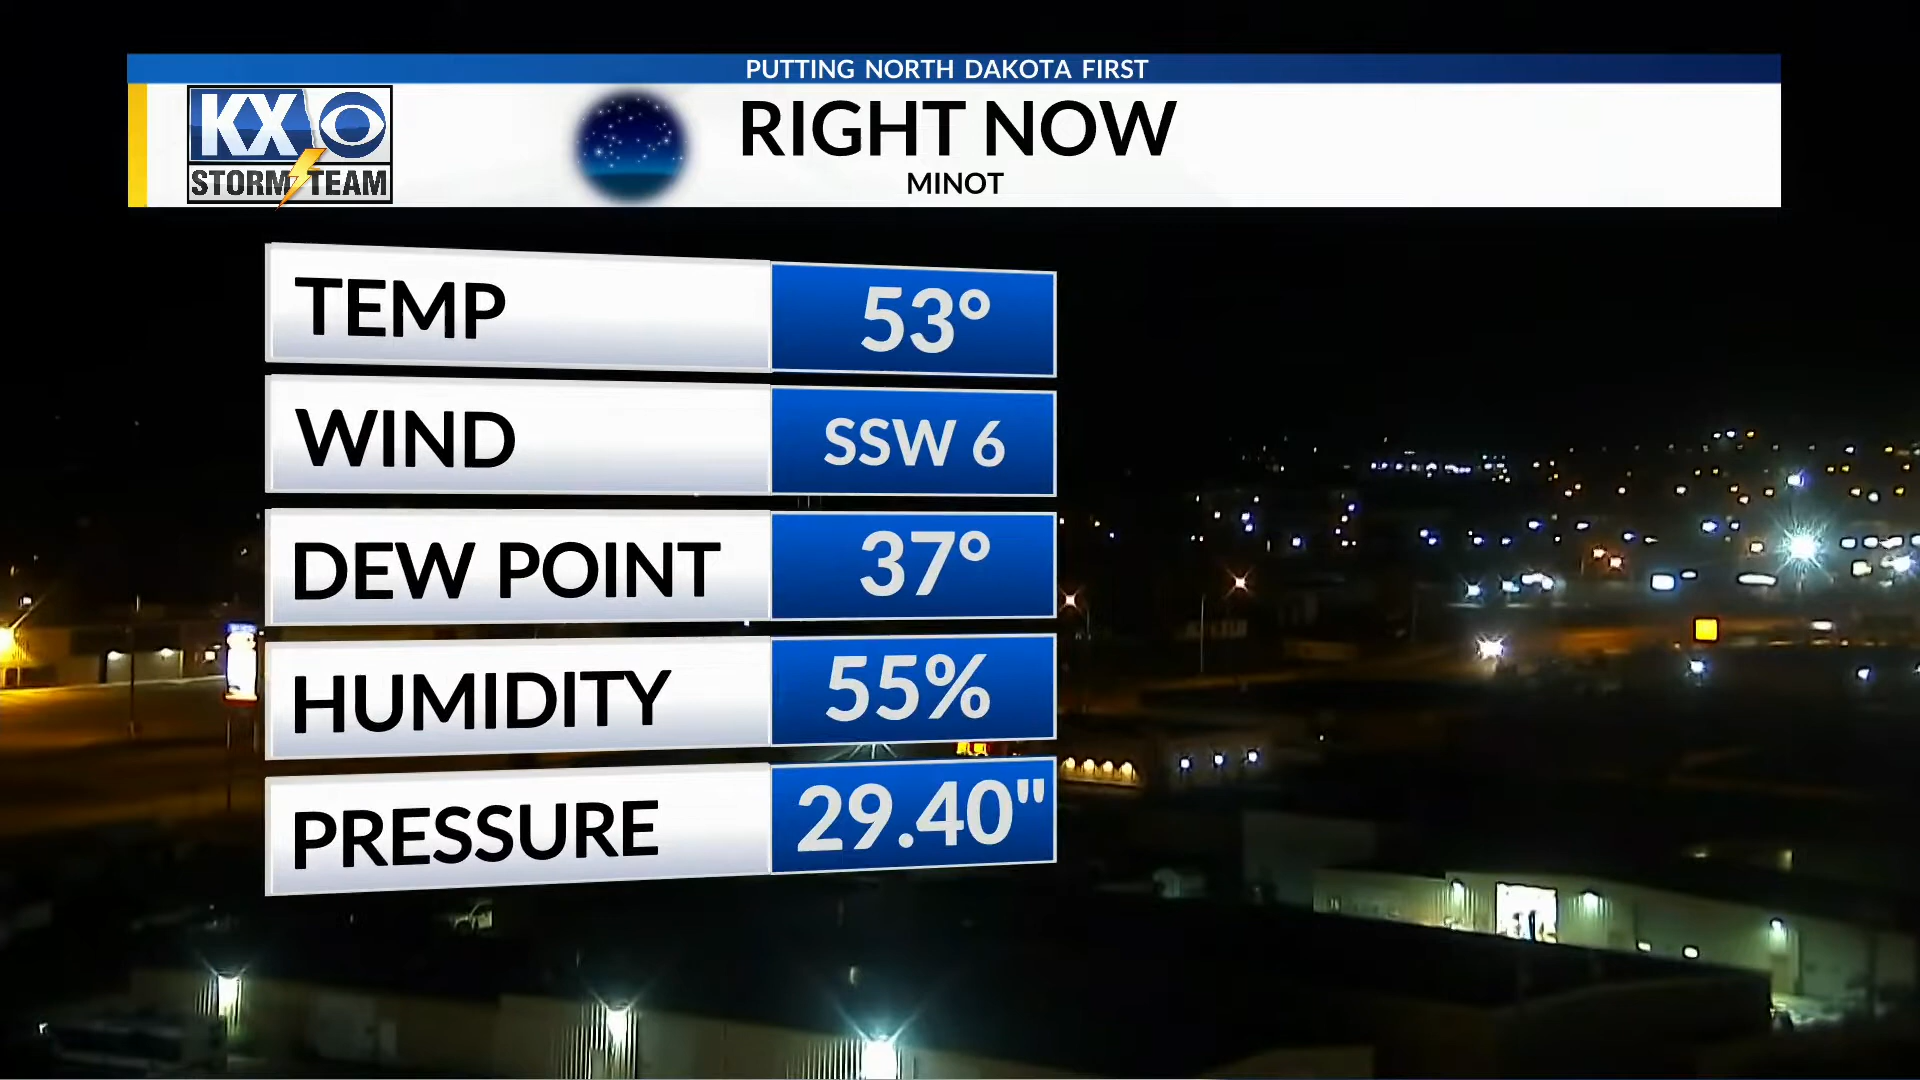 PUTTING NORTH DAKOTA FIRST
KX
STORM TEAM
RIGHT NOW
MINOT
TEMP 53°
WIND SSW 6
DEW POINT 37°
HUMIDITY 55%
PRESSURE 29.40"